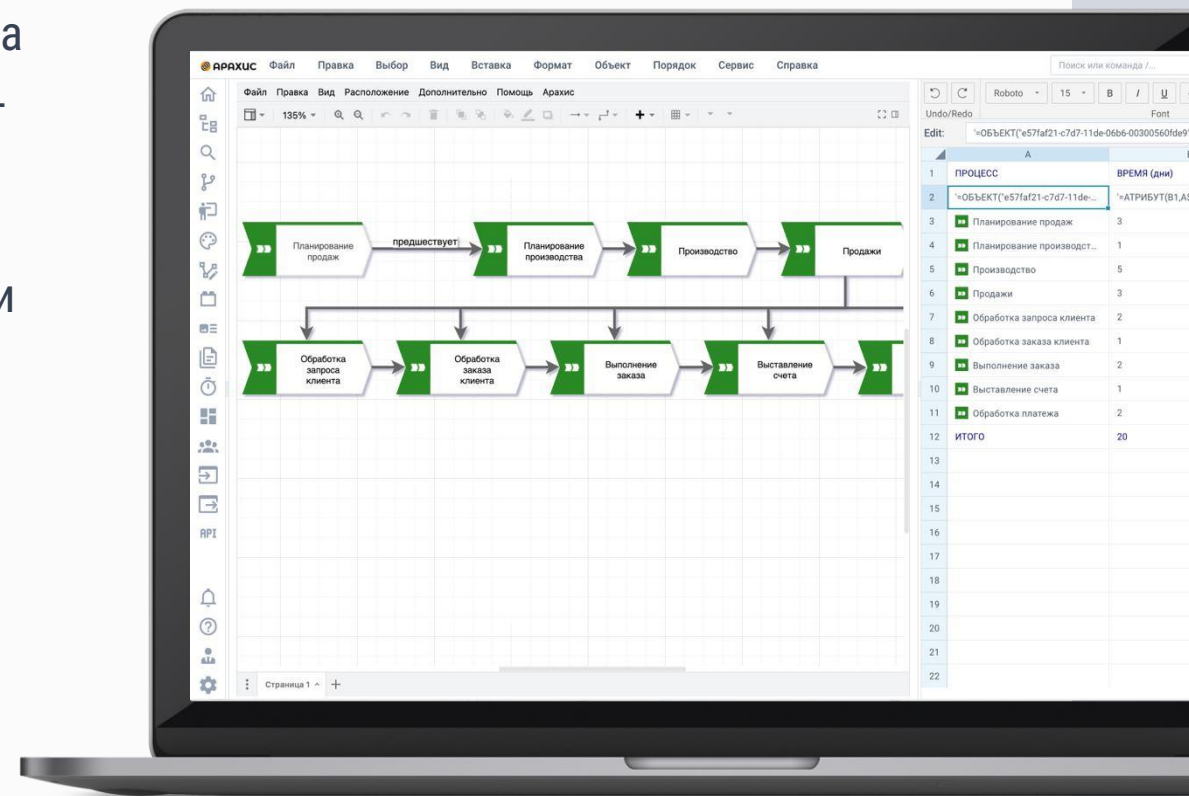 а
и
АРАХИС Файл Правка Выбор Вид Вставка Формат Объект Порядок Сервис Справка
Поиск или команда /...
Файл Правка Вид Расположение Дополнительно Помощь Арахис
135%
Roboto 15 B I U
Undo/Redo
Font
Edit: '=ОБЪЕКТ("e57faf21-c7d7-11de-06b6-00300560fde9"
A
1 ПРОЦЕСС ВРЕМЯ (дни)
2 '=ОБЪЕКТ("e57faf21-c7d7-11de-... '=АТРИБУТ(B1,A$
3 Планирование продаж 3
4 Планирование производст... 1
5 Производство 5
6 Продажи 3
7 Обработка запроса клиента 2
8 Обработка заказа клиента 1
9 Выполнение заказа 2
10 Выставление счета 1
11 Обработка платежа 2
12 ИТОГО 20
13
14
15
16
17
18
19
20
21
22
Планирование
продаж
предшествует
Планирование
производства
Производство
Продажи
Обработка
запроса
клиента
Обработка
заказа
клиента
Выполнение
заказа
Выставление
счета
API
Страница 1